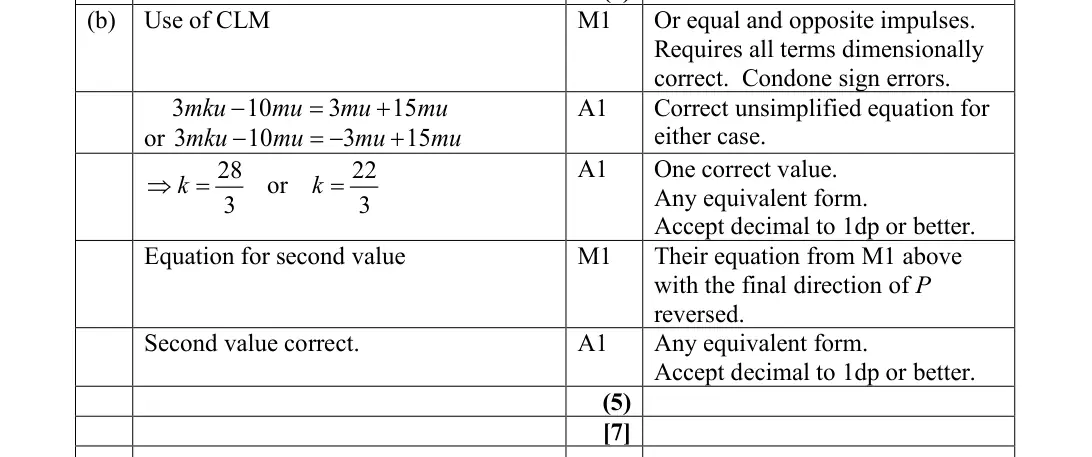 (b) Use of CLM M1 Or equal and opposite impulses.
Requires all terms dimensionally
correct. Condone sign errors.
3mku − 10mu = 3mu + 15mu A1 Correct unsimplified equation for
or 3mku − 10mu = −3mu + 15mu either case.
⇒ k = 28/3 or k = 22/3 A1 One correct value.
Any equivalent form.
Accept decimal to 1dp or better.
Equation for second value M1 Their equation from M1 above
with the final direction of P
reversed.
Second value correct. A1 Any equivalent form.
Accept decimal to 1dp or better.
(5)
[7]